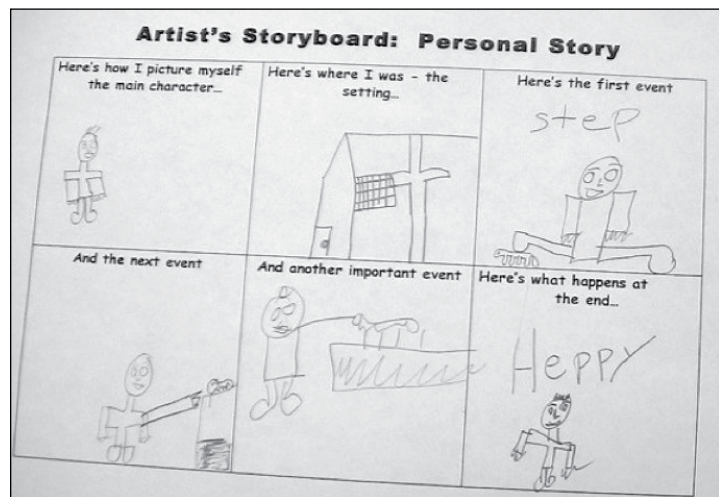 Artist's Storyboard: Personal Story
Here's how I picture myself
the main character...
Here's where I was - the
setting...
Here's the first event
step
And the next event
And another important event
Here's what happens at
the end...
Heppy